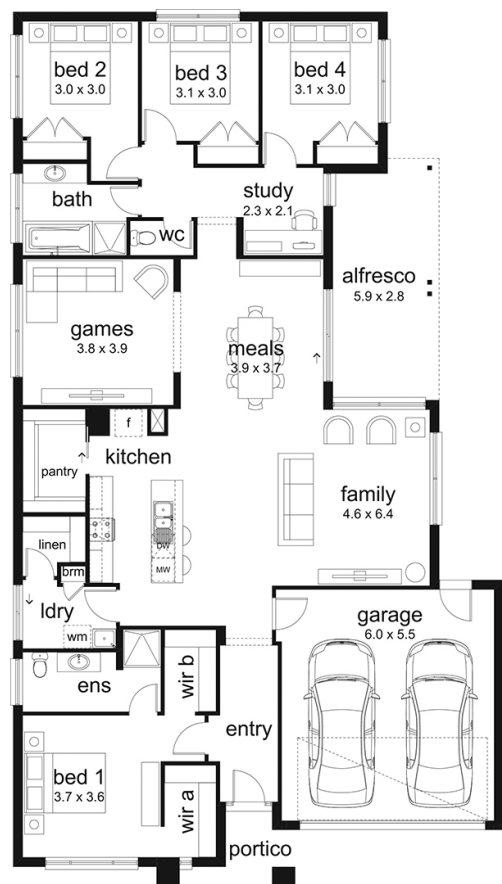 bed 2
3.0 x 3.0
bed 3
3.1 x 3.0
bed 4
3.1 x 3.0
bath
wc
study
2.3 x 2.1
alfresco
5.9 x 2.8
games
3.8 x 3.9
meals
3.9 x 3.7
f
kitchen
pantry
family
4.6 x 6.4
linen
DW
MW
brm
ldry
wm
garage
6.0 x 5.5
ens
wir b
entry
bed 1
3.7 x 3.6
wir a
portico